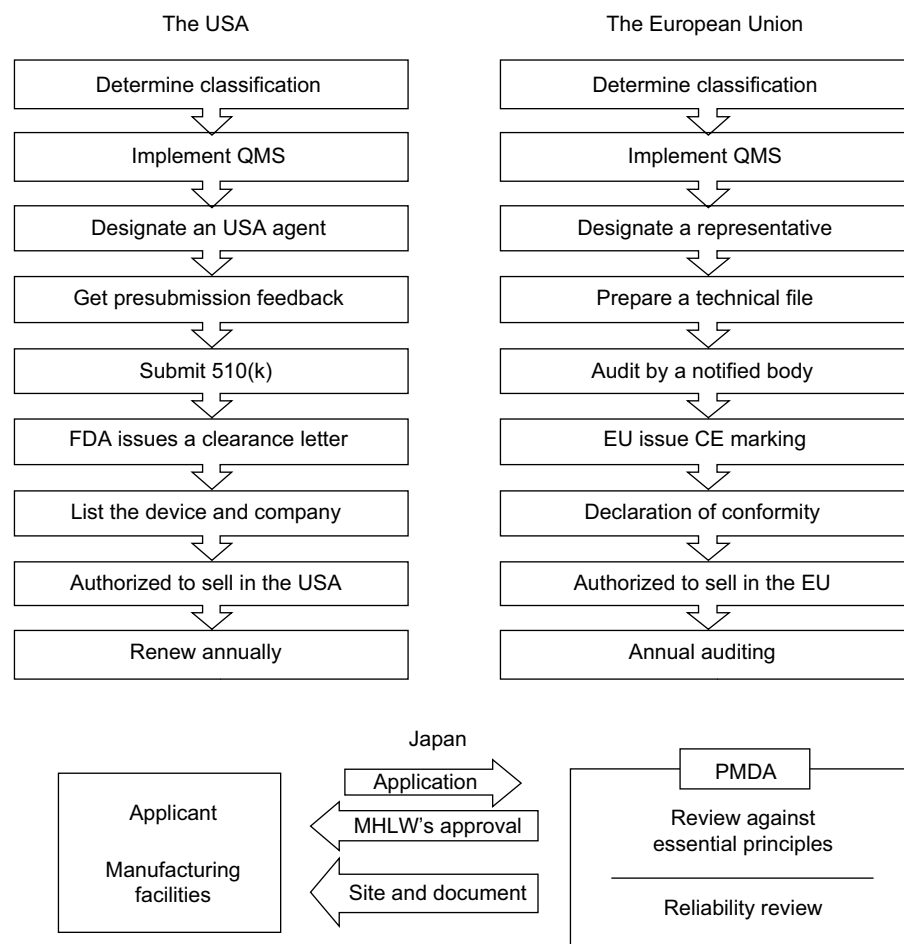 The USA
Determine classification
Implement QMS
Designate an USA agent
Get presubmission feedback
Submit 510(k)
FDA issues a clearance letter
List the device and company
Authorized to sell in the USA
Renew annually
The European Union
Determine classification
Implement QMS
Designate a representative
Prepare a technical file
Audit by a notified body
EU issue CE marking
Declaration of conformity
Authorized to sell in the EU
Annual auditing
Japan
Applicant
Manufacturing
facilities
Application
MHLW's approval
Site and document
PMDA
Review against
essential principles
Reliability review